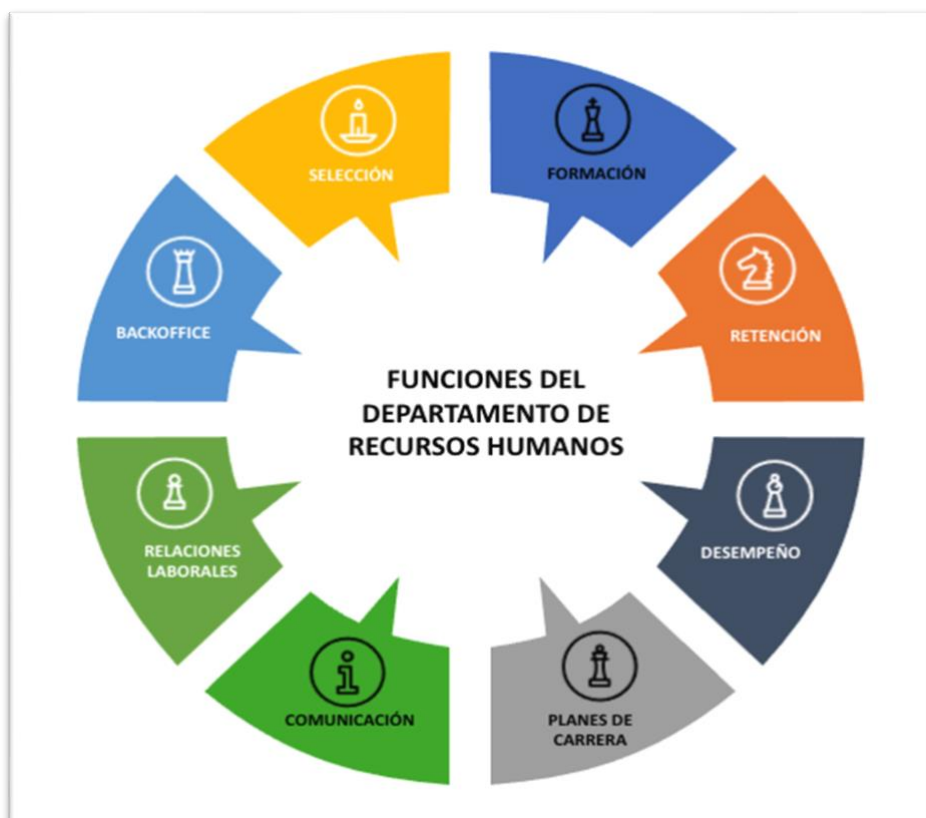 SELECCIÓN
FORMACIÓN
BACKOFFICE
RETENCIÓN
FUNCIONES DEL
DEPARTAMENTO DE
RECURSOS HUMANOS
RELACIONES
LABORALES
DESEMPEÑO
COMUNICACIÓN
PLANES DE
CARRERA